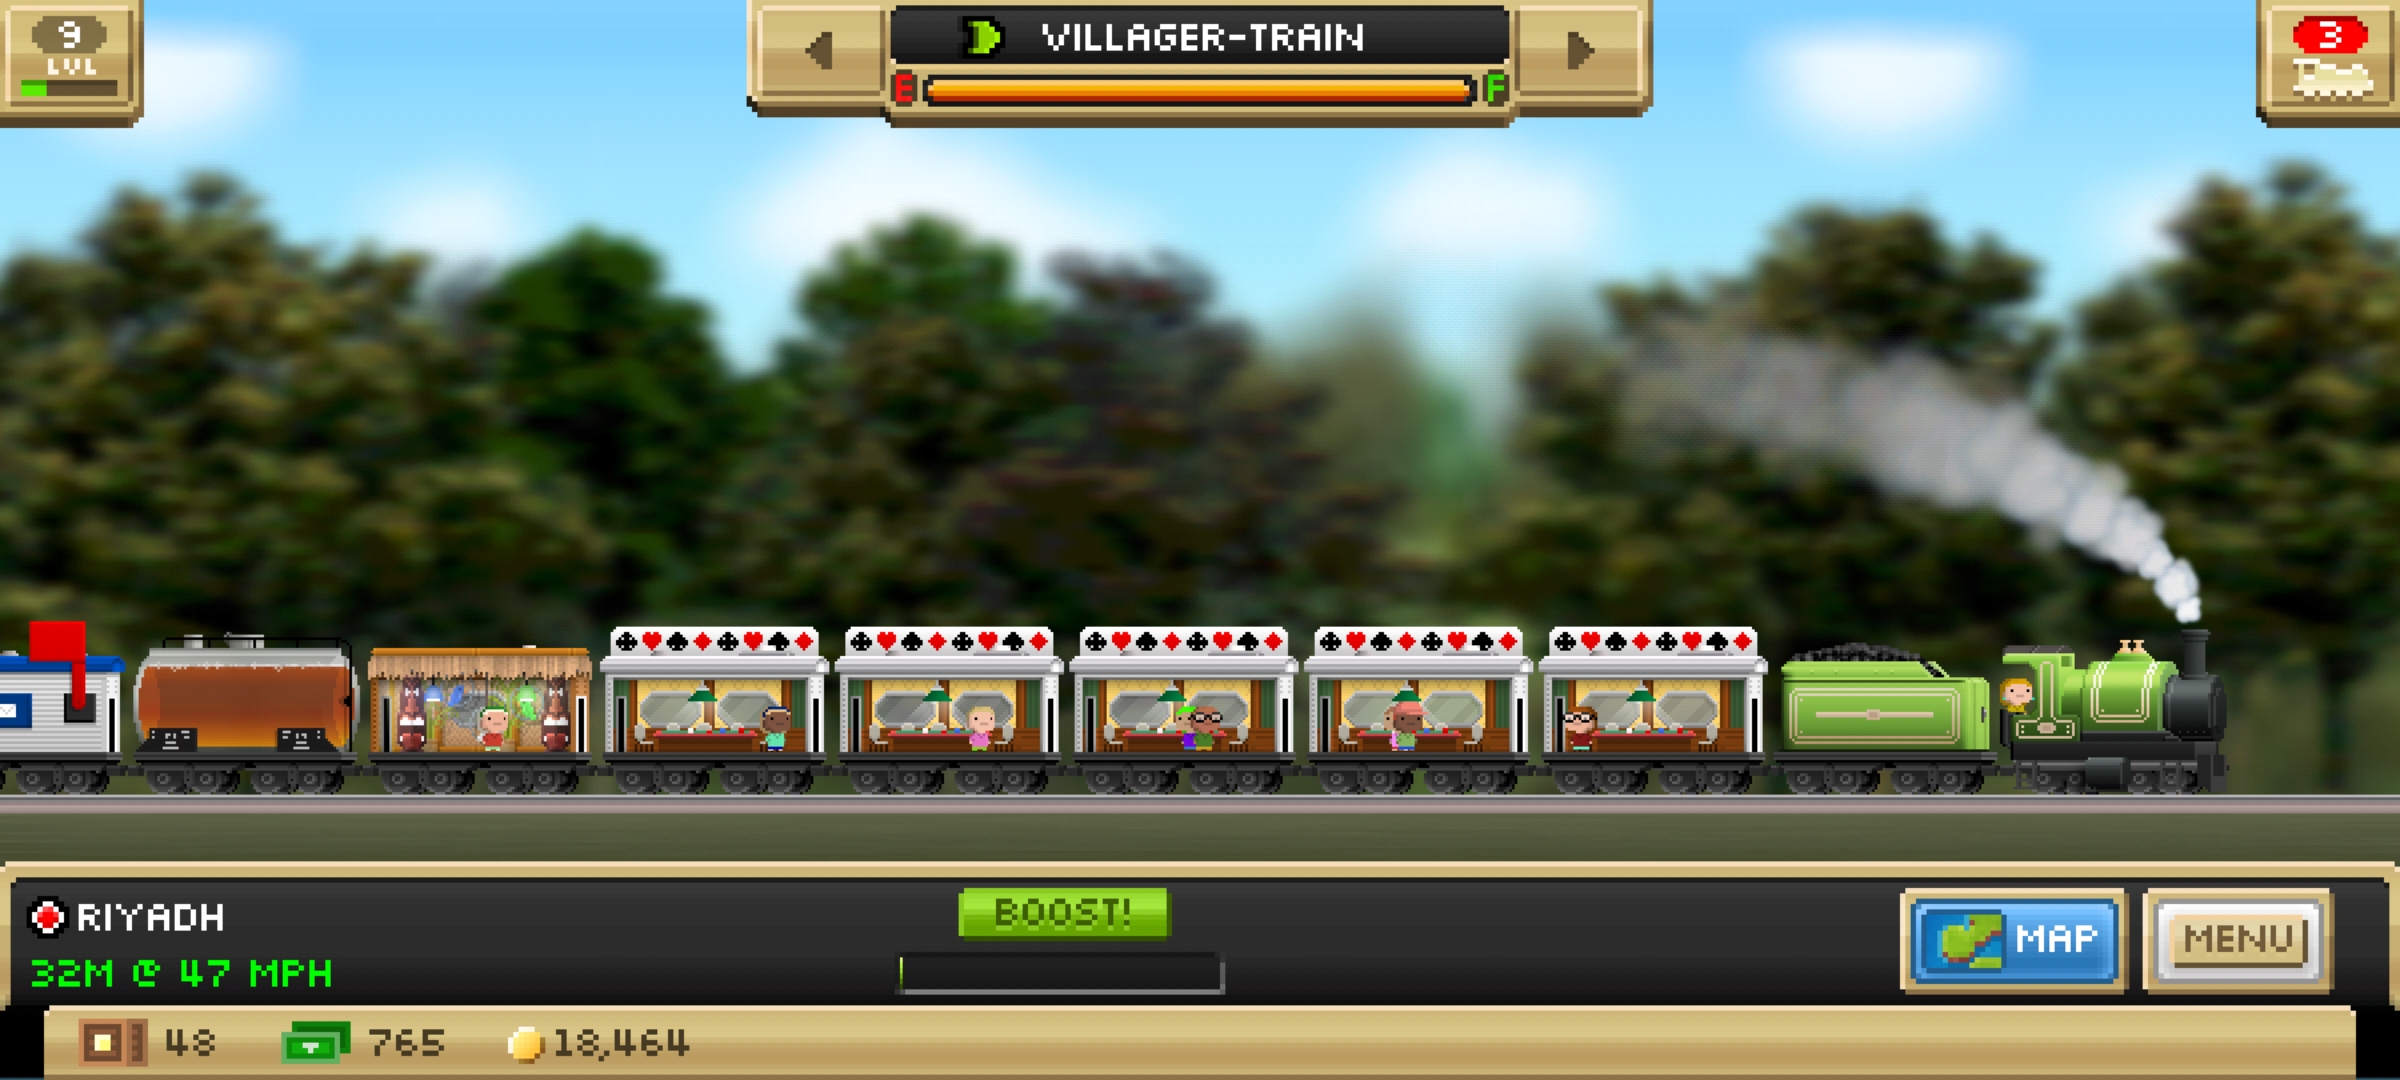 9
LVL
VILLAGER-TRAIN
E F
3
RIYADH
32M @ 47 MPH
BOOST!
MAP
MENU
48
765
18,464